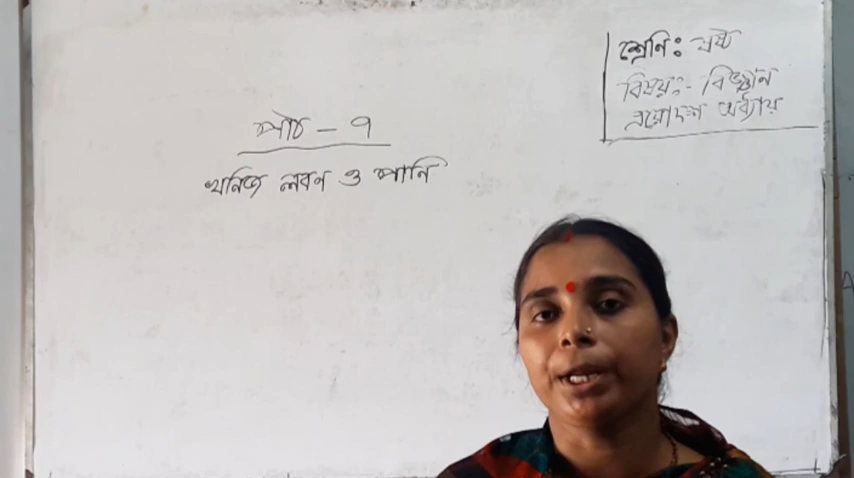 পাঠ - ৭
খনিজ লবণ ও পানি
শ্রেণি: ষষ্ঠ
বিষয়:- বিজ্ঞান
ত্রয়োদশ অধ্যায়